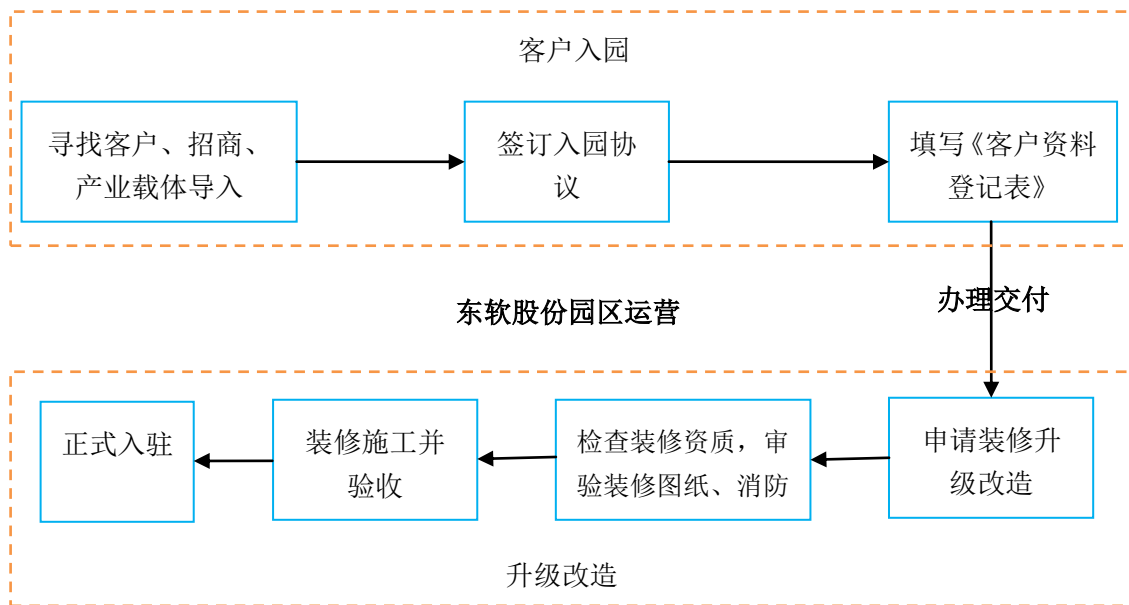 客户入园
寻找客户、招商、
产业载体导入
签订入园协
议
填写《客户资料
登记表》
东软股份园区运营
办理交付
申请装修升
级改造
检查装修资质，审
验装修图纸、消防
装修施工并
验收
正式入驻
升级改造